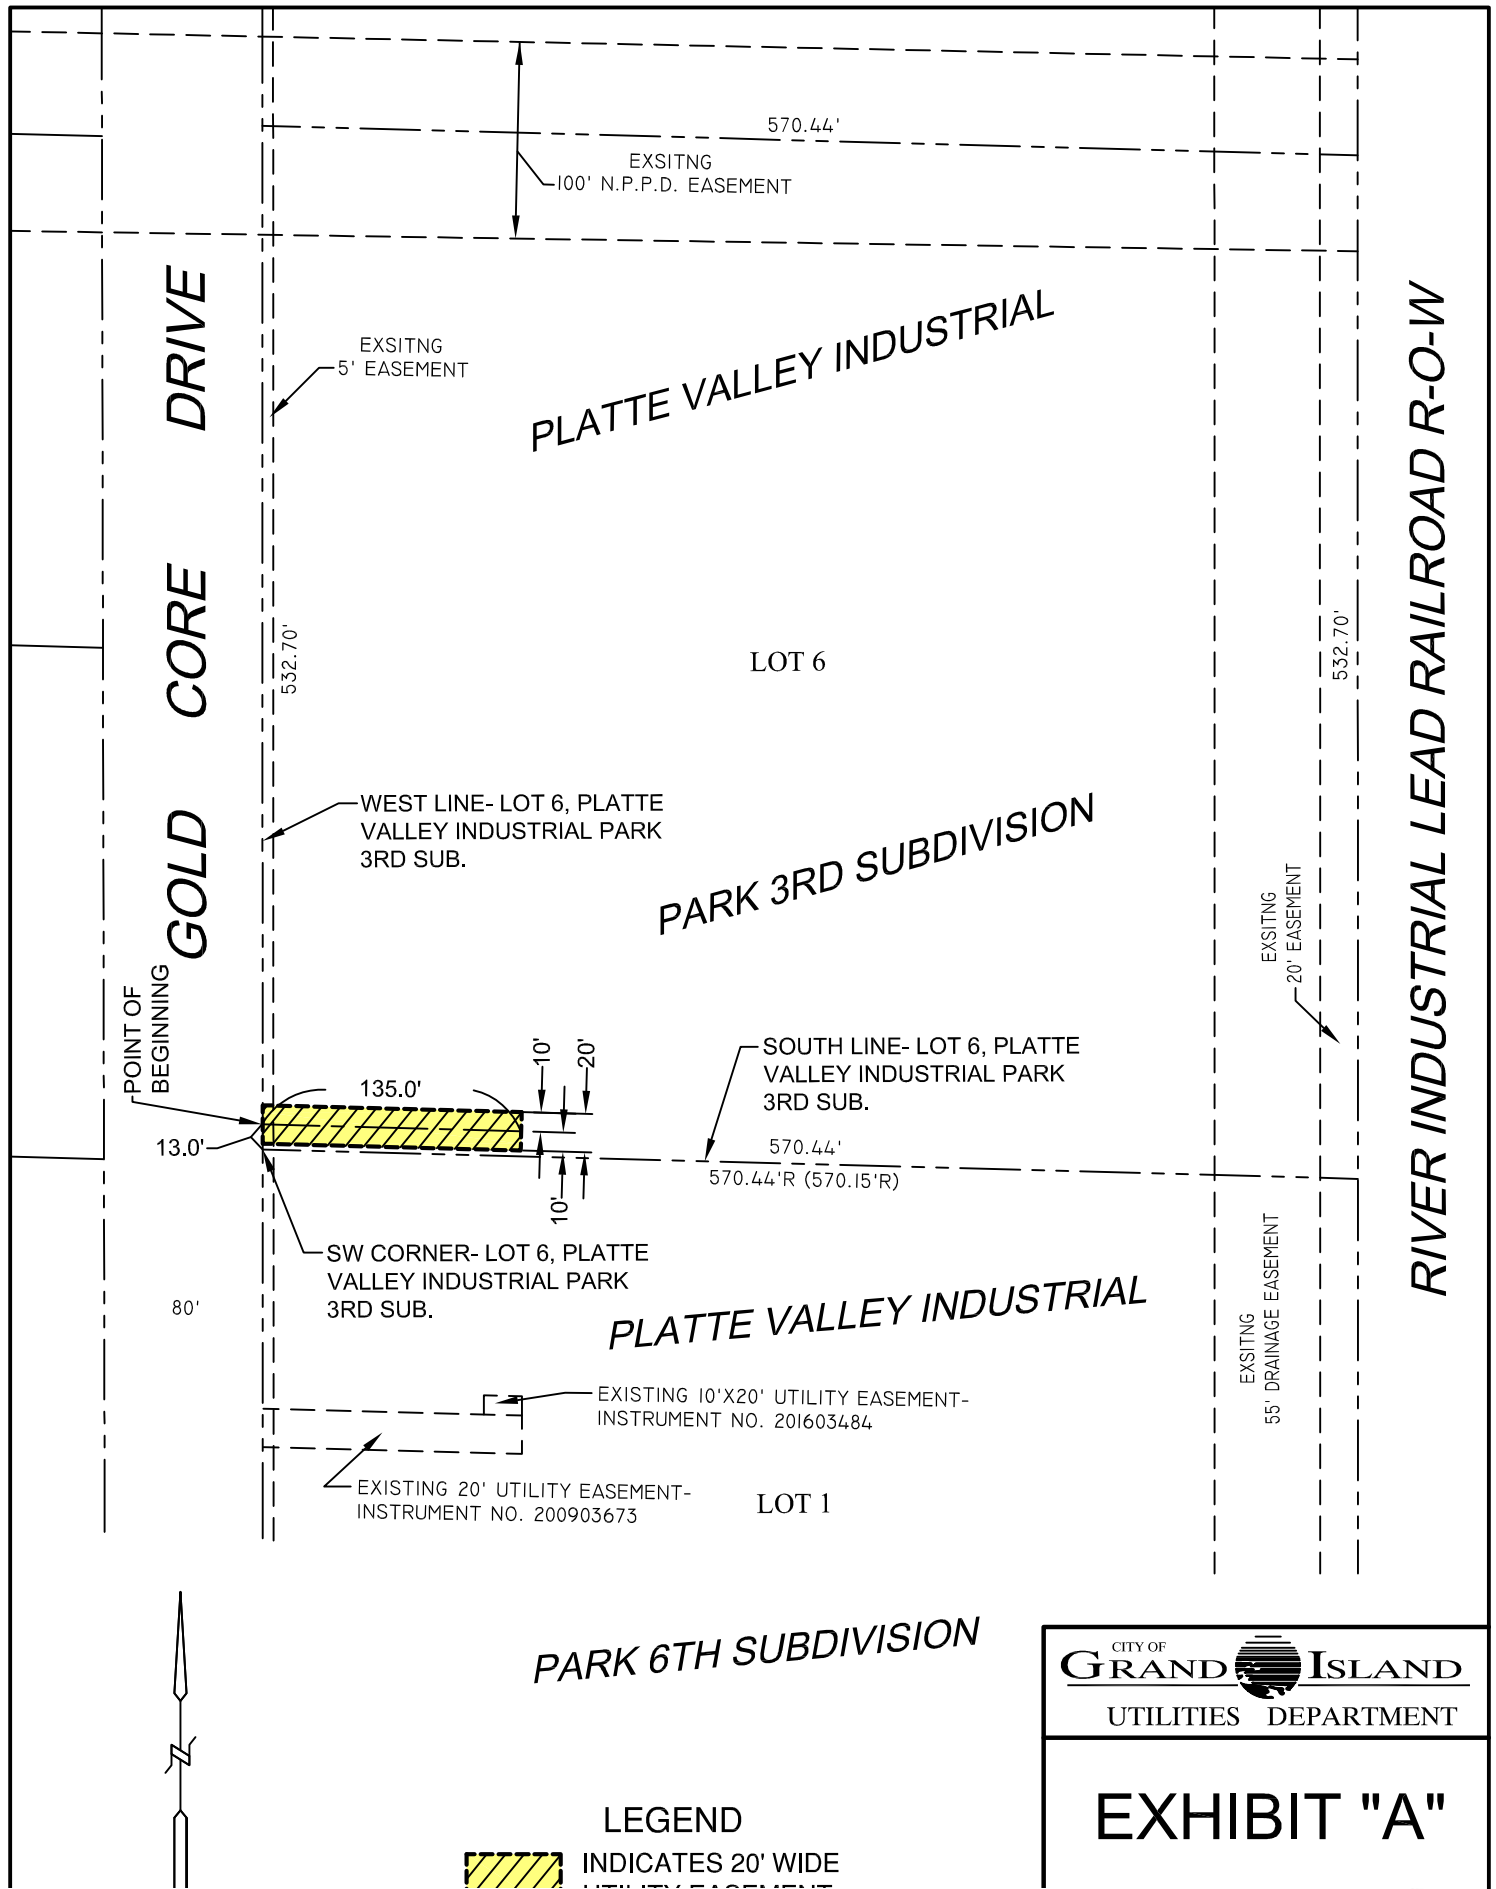 570.44'
EXSITNG
100' N.P.P.D. EASEMENT
GOLD CORE DRIVE
EXSITNG
5' EASEMENT
PLATTE VALLEY INDUSTRIAL
RIVER INDUSTRIAL LEAD RAILROAD R-O-W
532.70'
LOT 6
532.70'
WEST LINE- LOT 6, PLATTE
VALLEY INDUSTRIAL PARK
3RD SUB.
PARK 3RD SUBDIVISION
EXSITNG
20' EASEMENT
POINT OF
BEGINNING
135.0'
10'
20'
SOUTH LINE- LOT 6, PLATTE
VALLEY INDUSTRIAL PARK
3RD SUB.
13.0'
570.44'
570.44'R (570.15'R)
10'
SW CORNER- LOT 6, PLATTE
VALLEY INDUSTRIAL PARK
3RD SUB.
80'
PLATTE VALLEY INDUSTRIAL
EXSITNG
55' DRAINAGE EASEMENT
EXISTING 10'X20' UTILITY EASEMENT-
INSTRUMENT NO. 201603484
EXISTING 20' UTILITY EASEMENT-
INSTRUMENT NO. 200903673
LOT 1
PARK 6TH SUBDIVISION
N
CITY OF
GRAND ISLAND
UTILITIES DEPARTMENT
EXHIBIT "A"
LEGEND
INDICATES 20' WIDE
UTILITY EASEMENT